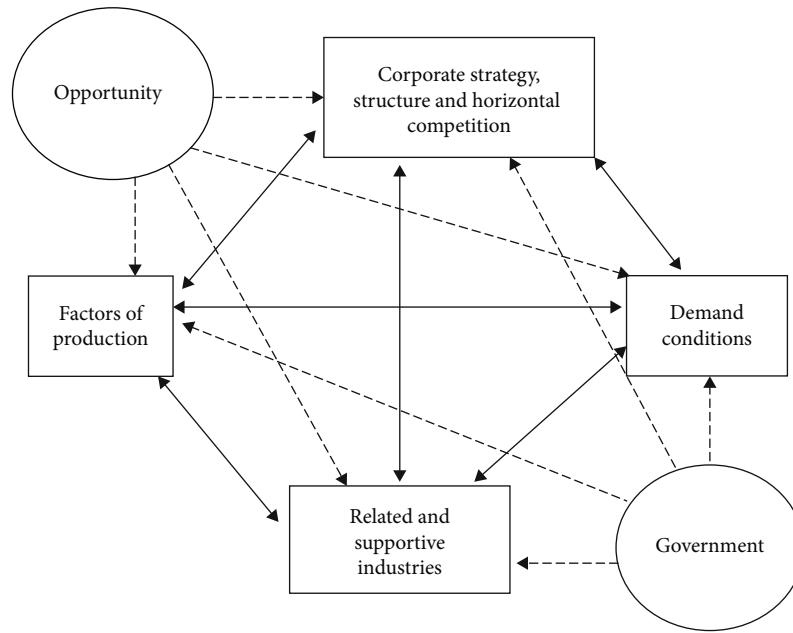 Opportunity
Corporate strategy,
structure and horizontal
competition
Factors of
production
Demand
conditions
Related and
supportive
industries
Government